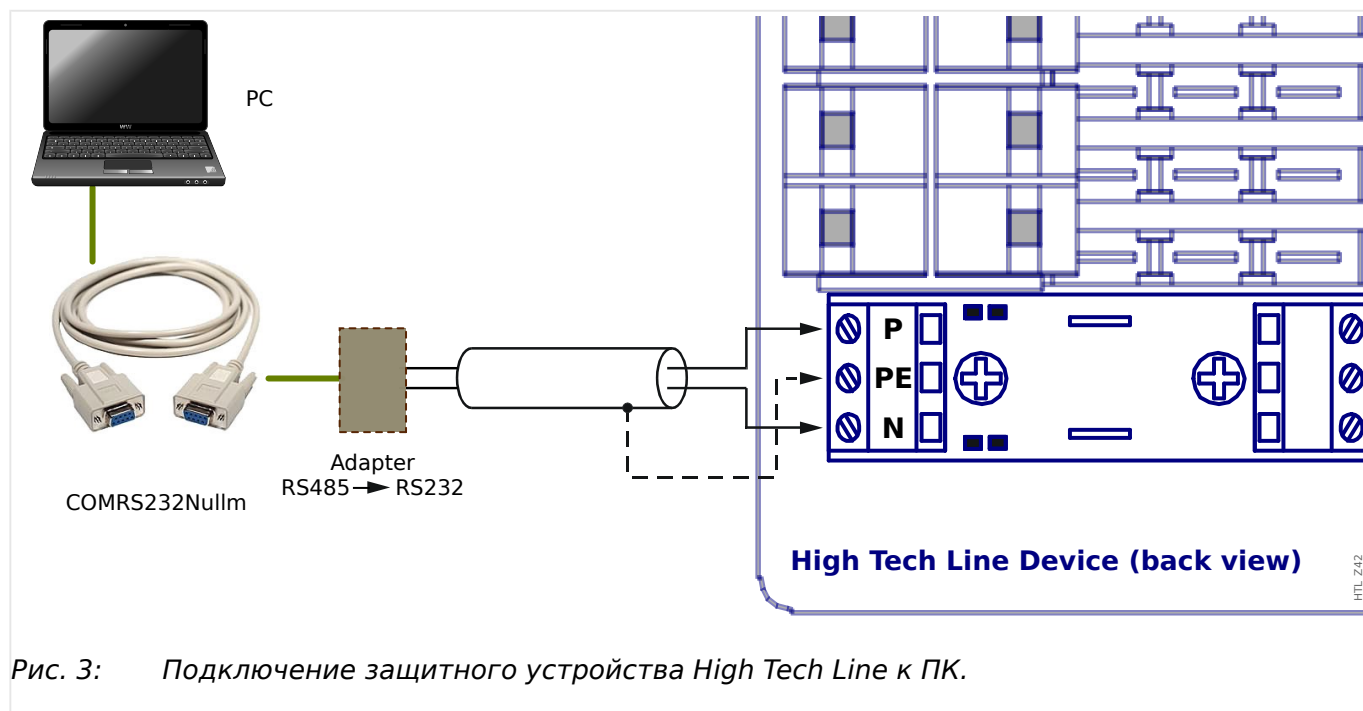 PC
COMRS232Nullm
Adapter
RS485 → RS232
P
PE
N
High Tech Line Device (back view)
HTL_Z42
Рис. 3: Подключение защитного устройства High Tech Line к ПК.